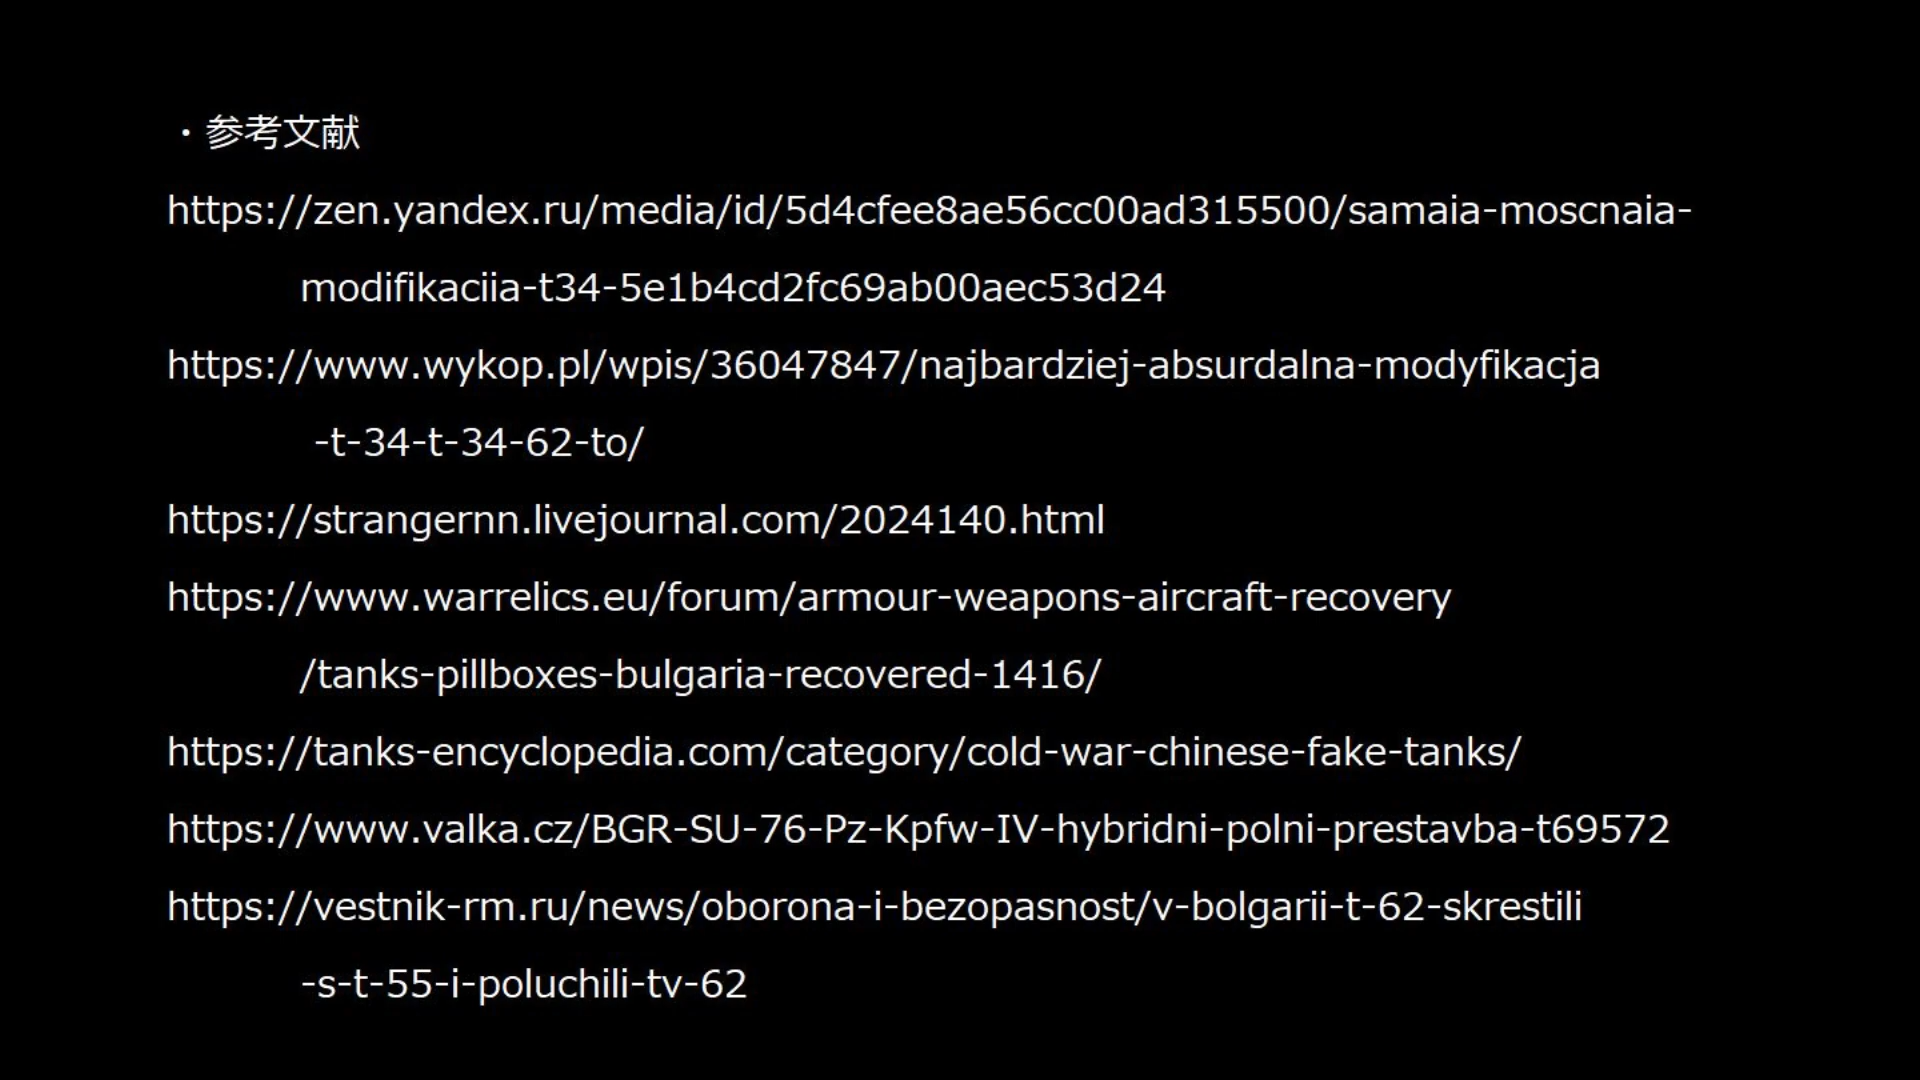 ・参考文献
https://zen.yandex.ru/media/id/5d4cfee8ae56cc00ad315500/samaia-moscnaia-
modifikaciia-t34-5e1b4cd2fc69ab00aec53d24
https://www.wykop.pl/wpis/36047847/najbardziej-absurdalna-modyfikacja
-t-34-t-34-62-to/
https://strangernn.livejournal.com/2024140.html
https://www.warrelics.eu/forum/armour-weapons-aircraft-recovery
/tanks-pillboxes-bulgaria-recovered-1416/
https://tanks-encyclopedia.com/category/cold-war-chinese-fake-tanks/
https://www.valka.cz/BGR-SU-76-Pz-Kpfw-IV-hybridni-polni-prestavba-t69572
https://vestnik-rm.ru/news/oborona-i-bezopasnost/v-bolgarii-t-62-skrestili
-s-t-55-i-poluchili-tv-62